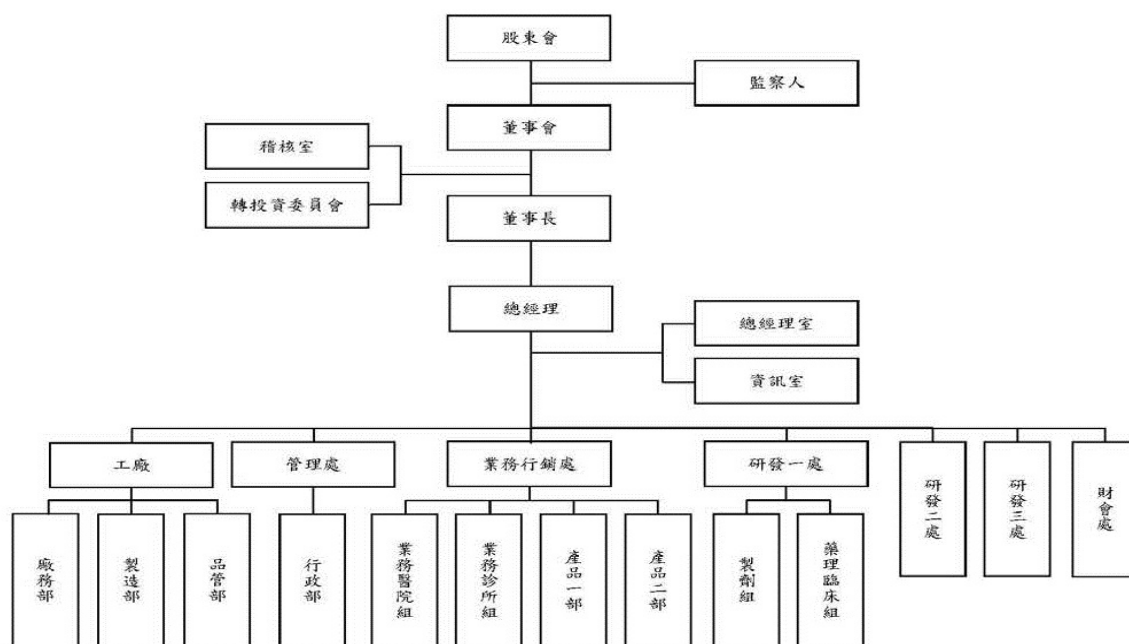 股東會
監察人
董事會
稽核室
轉投資委員會
董事長
總經理
總經理室
資訊室
工廠
管理處
業務行銷處
研發一處
研發二處
研發三處
財會處
廠務部
製造部
品管部
行政部
業務醫院組
業務診所組
產品一部
產品二部
製劑組
藥理臨床組